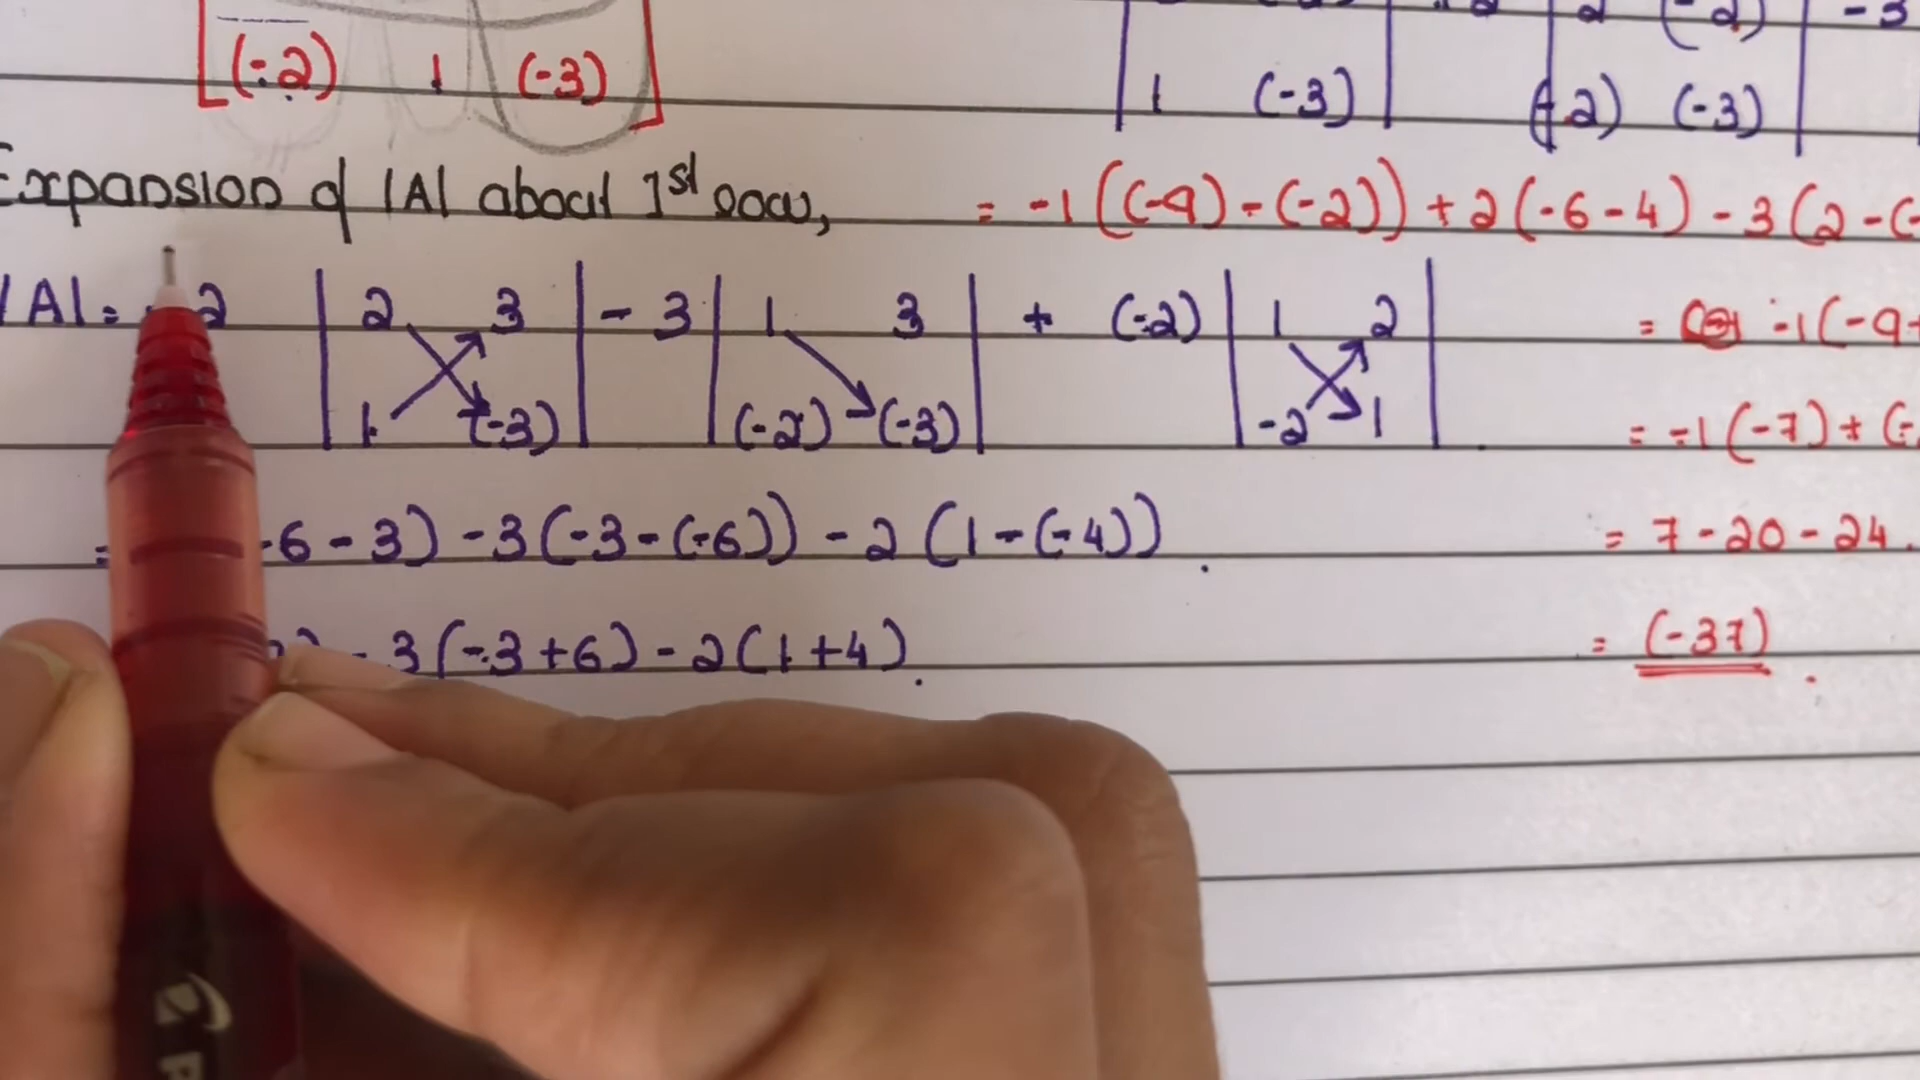 (-2) 1 (-3)
Expansion of |A| about 1st row,
|A| = -2 | 2 3 | - 3 | 1 3 | + (-2) | 1 2 |
| 1 (-3) | | (-2) (-3) | | -2 1 |
= -6 - 3) - 3(-3 - (-6)) - 2 (1 - (-4)) .
- 3(-3 + 6) - 2(1 + 4) .
| 1 (-3) | (-2) (-3) |
= -1((-9) - (-2)) + 2(-6 - 4) - 3(2 - (-
= -1(-9 +
= -1(-7) + (-
= 7 - 20 - 24 .
= (-37) .